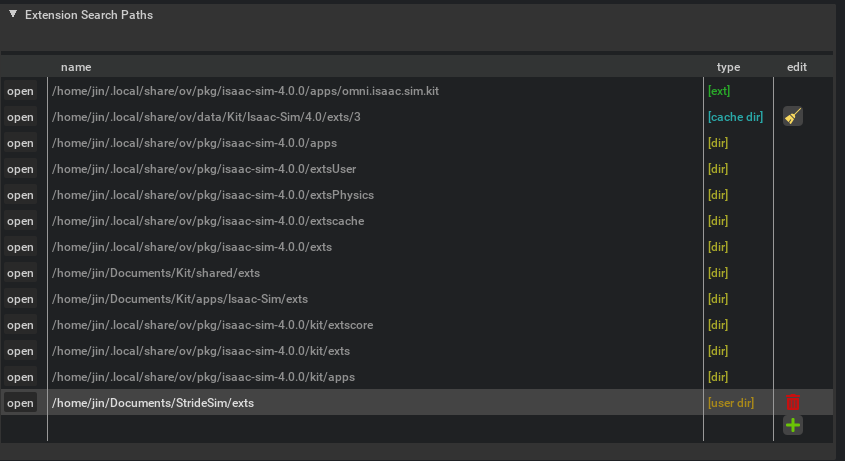 Extension Search Paths
name type edit
open /home/jin/.local/share/ov/pkg/isaac-sim-4.0.0/apps/omni.isaac.sim.kit [ext]
open /home/jin/.local/share/ov/data/Kit/Isaac-Sim/4.0/exts/3 [cache dir]
open /home/jin/.local/share/ov/pkg/isaac-sim-4.0.0/apps [dir]
open /home/jin/.local/share/ov/pkg/isaac-sim-4.0.0/extsUser [dir]
open /home/jin/.local/share/ov/pkg/isaac-sim-4.0.0/extsPhysics [dir]
open /home/jin/.local/share/ov/pkg/isaac-sim-4.0.0/extscache [dir]
open /home/jin/.local/share/ov/pkg/isaac-sim-4.0.0/exts [dir]
open /home/jin/Documents/Kit/shared/exts [dir]
open /home/jin/Documents/Kit/apps/Isaac-Sim/exts [dir]
open /home/jin/.local/share/ov/pkg/isaac-sim-4.0.0/kit/extscore [dir]
open /home/jin/.local/share/ov/pkg/isaac-sim-4.0.0/kit/exts [dir]
open /home/jin/.local/share/ov/pkg/isaac-sim-4.0.0/kit/apps [dir]
open /home/jin/Documents/StrideSim/exts [user dir]